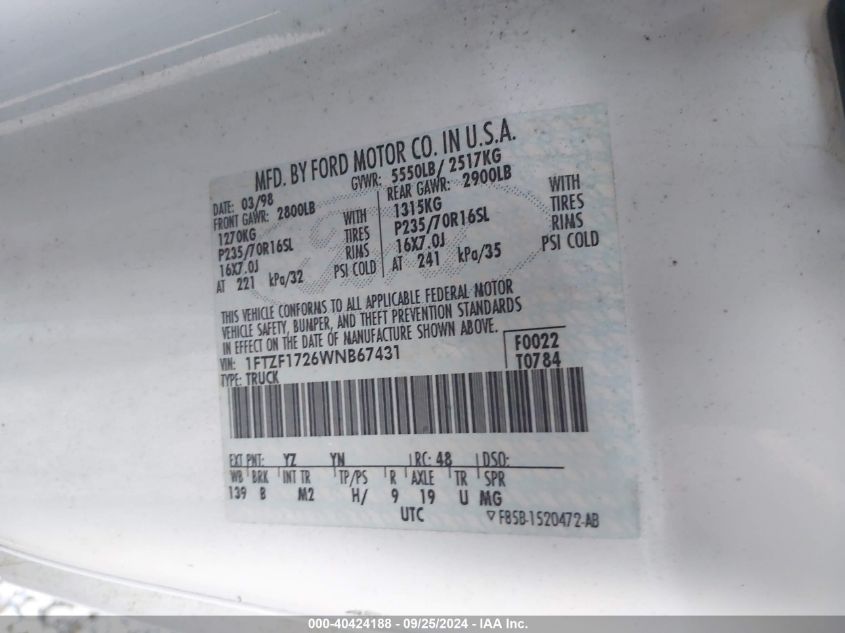 MFD. BY FORD MOTOR CO. IN U.S.A.
DATE: 03/98 GVWR: 5550LB/ 2517KG
FRONT GAWR: 2800LB REAR GAWR: 2900LB
1270KG WITH 1315KG WITH
P235/70R16SL TIRES P235/70R16SL TIRES
16X7.0J RIMS 16X7.0J RIMS
AT 221 kPa/32 PSI COLD AT 241 kPa/35 PSI COLD
THIS VEHICLE CONFORMS TO ALL APPLICABLE FEDERAL MOTOR
VEHICLE SAFETY, BUMPER, AND THEFT PREVENTION STANDARDS
IN EFFECT ON THE DATE OF MANUFACTURE SHOWN ABOVE.
VIN: 1FTZF1726WNB67431 F0022
TYPE: TRUCK T0784
EXT PNT: YZ YN RC: 48 DSO:
WB BRK INT TR TP/PS R AXLE TR SPR
139 B M2 H/ 9 19 U MG
UTC F85B-1520472-AB
000-40424188 - 09/25/2024 - IAA Inc.